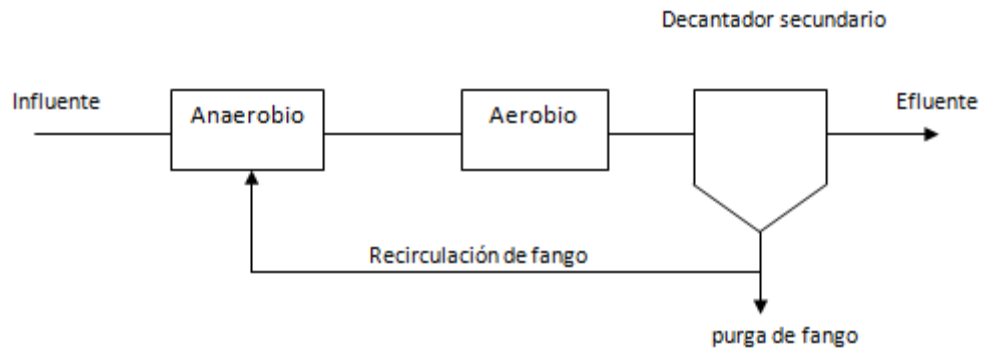 Decantador secundario
Influente
Anaerobio
Aerobio
Efluente
Recirculación de fango
purga de fango